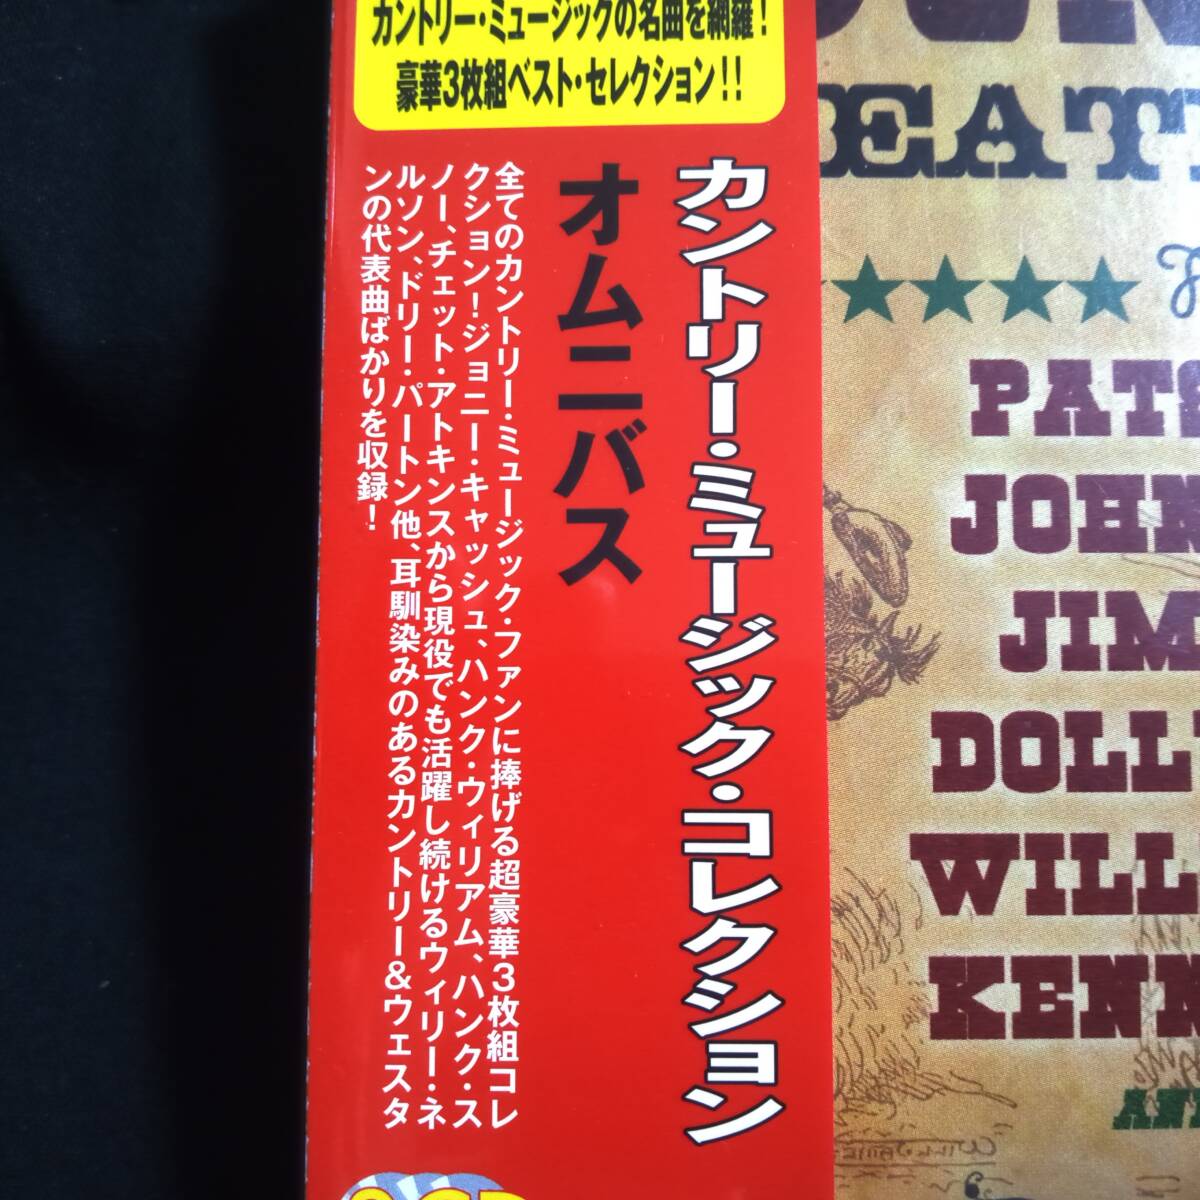 カントリー・ミュージックの名曲を網羅！
豪華3枚組ベスト・セレクション!!
カントリー・ミュージック・コレクション
オムニバス
全てのカントリー・ミュージック・ファンに捧げる超豪華3枚組コレ
クション！ジョニー・キャッシュ、ハンク・ウィリアム、ハンク・ス
ノー、チェット・アトキンスから現役でも活躍し続けるウィリー・ネ
ルソン、ドリー・パートン他、耳馴染みのあるカントリー＆ウェスタ
ンの代表曲ばかりを収録！
EAT
PATS
JOHN
JIM
DOLL
WILL
KENN